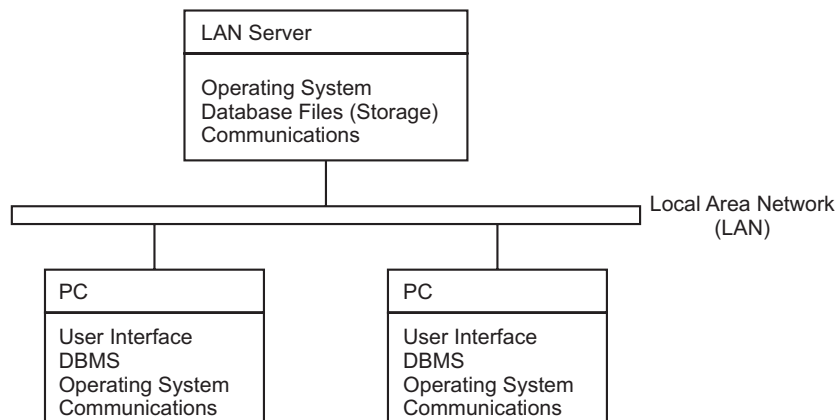 LAN Server
Operating System
Database Files (Storage)
Communications
Local Area Network
(LAN)
PC
User Interface
DBMS
Operating System
Communications
PC
User Interface
DBMS
Operating System
Communications